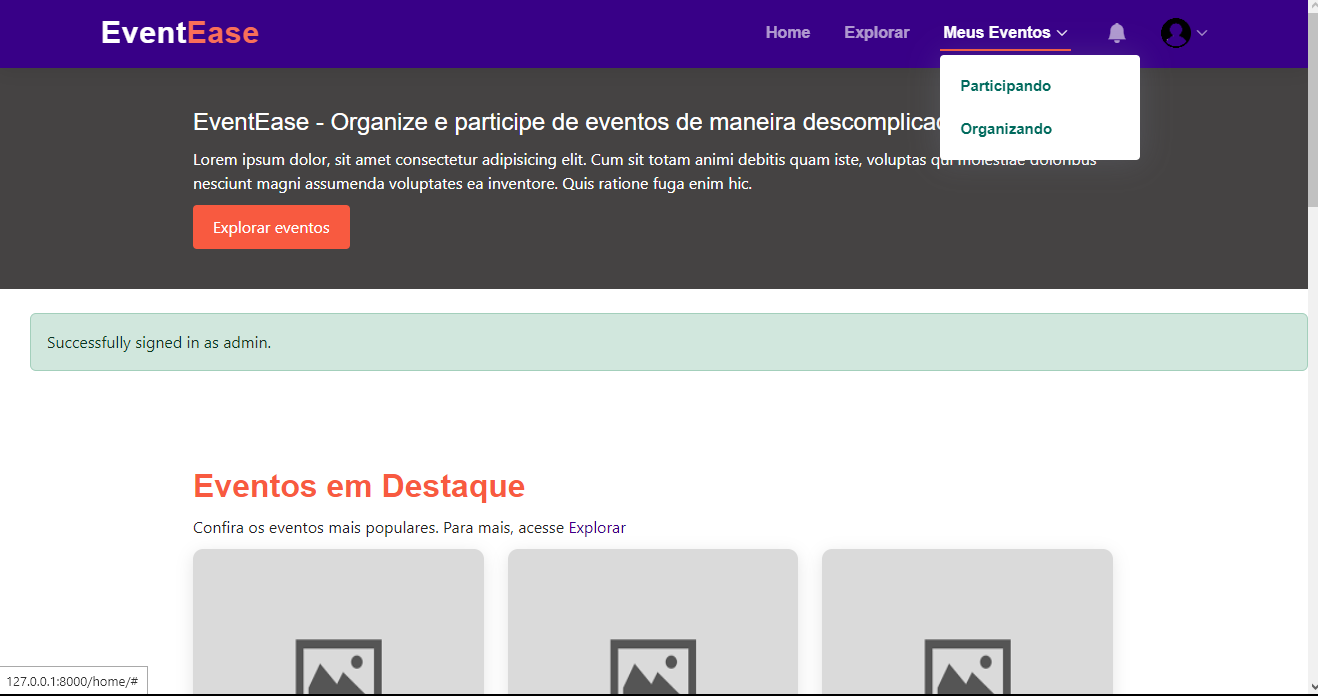 EventEase
Home
Explorar
Meus Eventos
Participando
Organizando
EventEase - Organize e participe de eventos de maneira descomplica
Lorem ipsum dolor, sit amet consectetur adipisicing elit. Cum sit totam animi debitis quam iste, voluptas qui molestiae doloribus
nesciunt magni assumenda voluptates ea inventore. Quis ratione fuga enim hic.
Explorar eventos
Successfully signed in as admin.
Eventos em Destaque
Confira os eventos mais populares. Para mais, acesse Explorar
127.0.0.1:8000/home/#